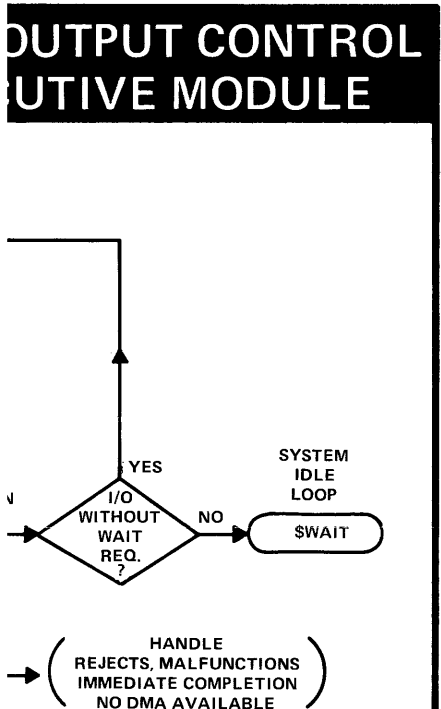 OUTPUT CONTROL
UTIVE MODULE
YES
SYSTEM
IDLE
LOOP
I/O
WITHOUT
WAIT
REQ.
?
NO
$WAIT
HANDLE
REJECTS, MALFUNCTIONS
IMMEDIATE COMPLETION
NO DMA AVAILABLE